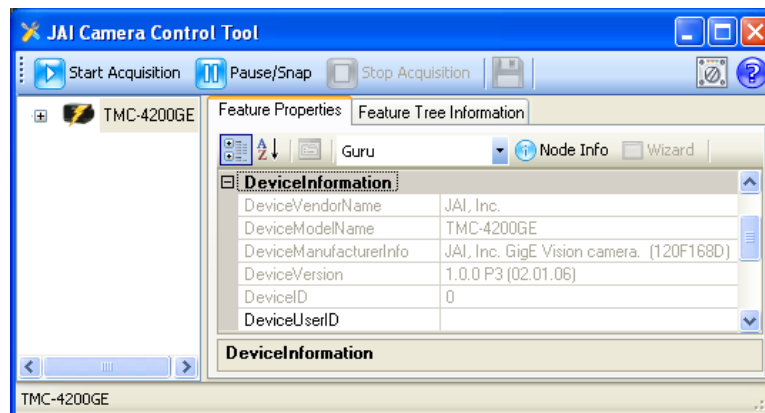 JAI Camera Control Tool
Start Acquisition Pause/Snap Stop Acquisition
TMC-4200GE
Feature Properties Feature Tree Information
Guru Node Info Wizard
DeviceInformation
DeviceVendorName JAI, Inc.
DeviceModelName TMC-4200GE
DeviceManufacturerInfo JAI, Inc. GigE Vision camera. (120F168D)
DeviceVersion 1.0.0 P3 (02.01.06)
DeviceID 0
DeviceUserID
DeviceInformation
TMC-4200GE